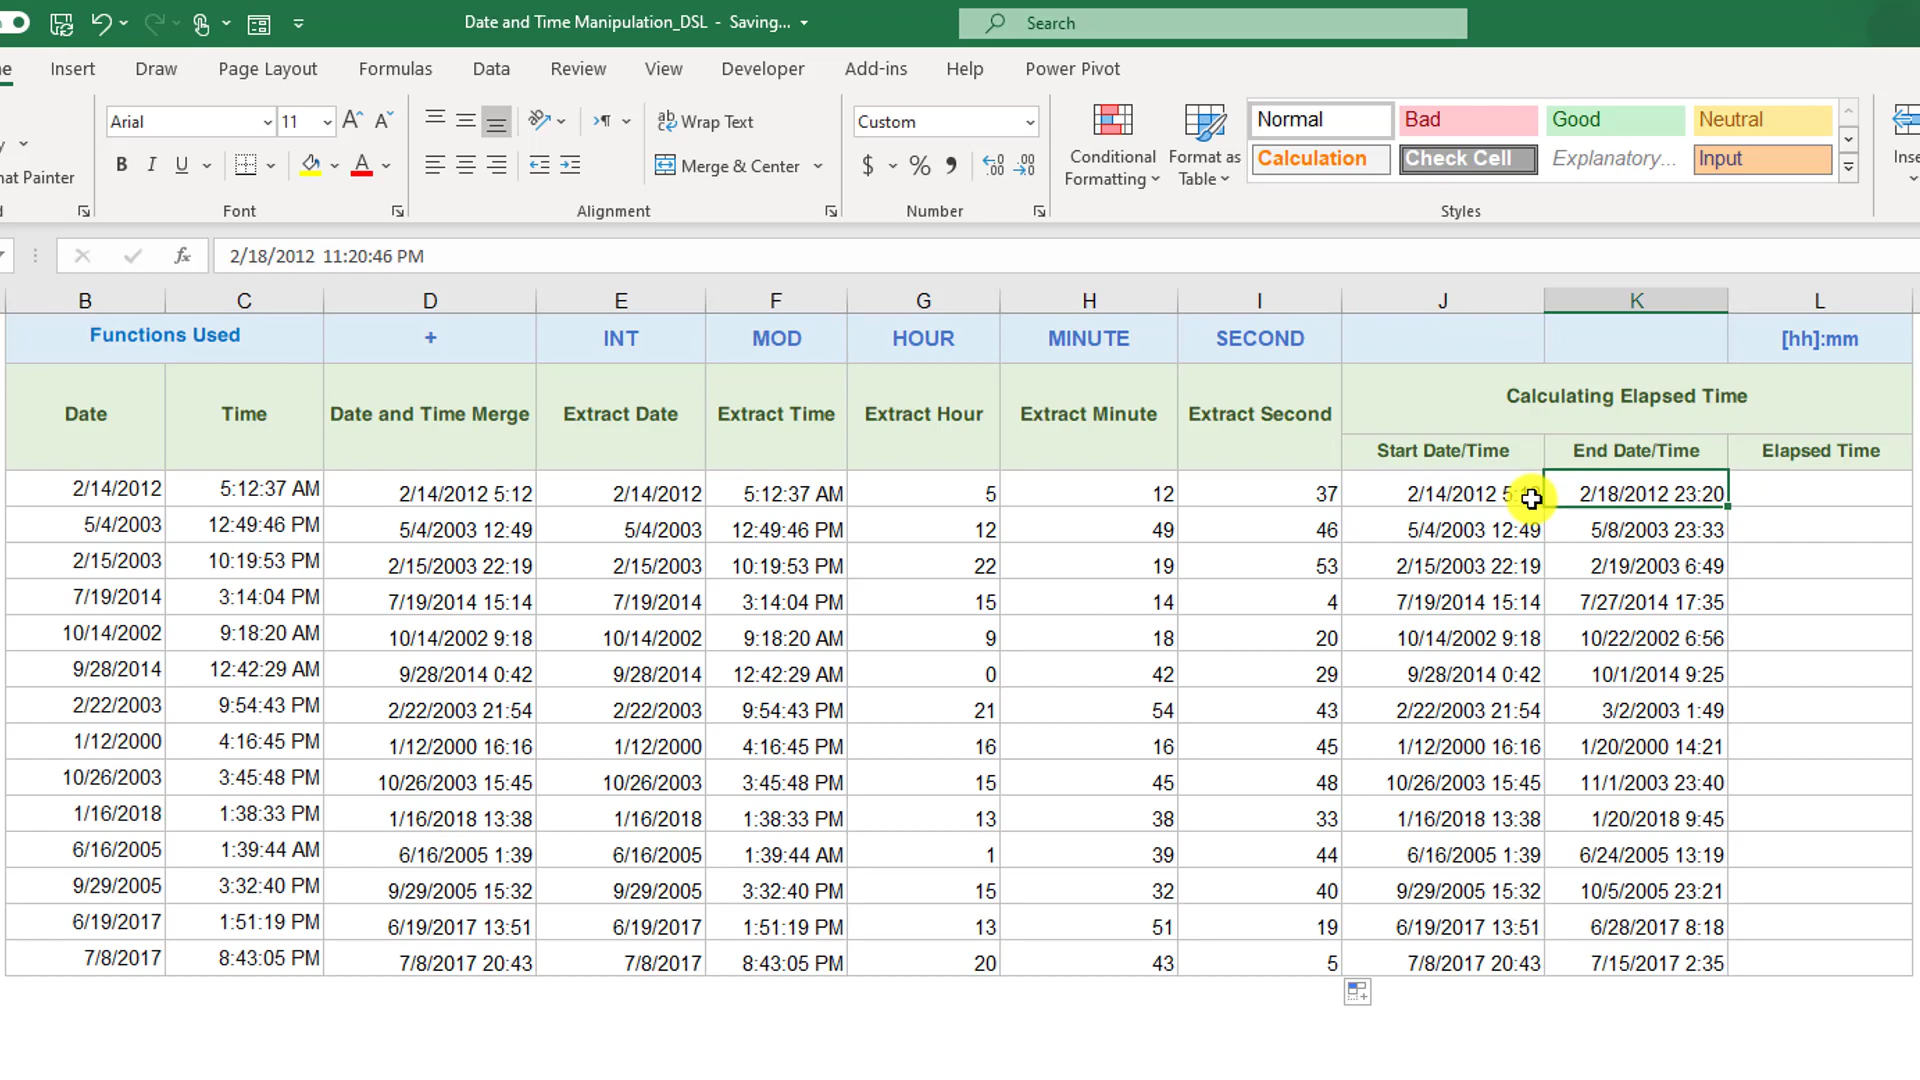 Date and Time Manipulation_DSL - Saving...
Search
Insert Draw Page Layout Formulas Data Review View Developer Add-ins Help Power Pivot
Arial 11
Wrap Text
Custom
Conditional Formatting
Format as Table
Normal Bad Good Neutral
Calculation Check Cell Explanatory... Input
B I U
Merge & Center
$ % 9
at Painter
Font Alignment Number Styles
fx 2/18/2012 11:20:46 PM
B C D E F G H I J K L
Functions Used + INT MOD HOUR MINUTE SECOND [hh]:mm
Calculating Elapsed Time
Date Time Date and Time Merge Extract Date Extract Time Extract Hour Extract Minute Extract Second
Start Date/Time End Date/Time Elapsed Time
2/14/2012 5:12:37 AM 2/14/2012 5:12 2/14/2012 5:12:37 AM 5 12 37 2/14/2012 2/18/2012 23:20
5/4/2003 12:49:46 PM 5/4/2003 12:49 5/4/2003 12:49:46 PM 12 49 46 5/4/2003 12:49 5/8/2003 23:33
2/15/2003 10:19:53 PM 2/15/2003 22:19 2/15/2003 10:19:53 PM 22 19 53 2/15/2003 22:19 2/19/2003 6:49
7/19/2014 3:14:04 PM 7/19/2014 15:14 7/19/2014 3:14:04 PM 15 14 4 7/19/2014 15:14 7/27/2014 17:35
10/14/2002 9:18:20 AM 10/14/2002 9:18 10/14/2002 9:18:20 AM 9 18 20 10/14/2002 9:18 10/22/2002 6:56
9/28/2014 12:42:29 AM 9/28/2014 0:42 9/28/2014 12:42:29 AM 0 42 29 9/28/2014 0:42 10/1/2014 9:25
2/22/2003 9:54:43 PM 2/22/2003 21:54 2/22/2003 9:54:43 PM 21 54 43 2/22/2003 21:54 3/2/2003 1:49
1/12/2000 4:16:45 PM 1/12/2000 16:16 1/12/2000 4:16:45 PM 16 16 45 1/12/2000 16:16 1/20/2000 14:21
10/26/2003 3:45:48 PM 10/26/2003 15:45 10/26/2003 3:45:48 PM 15 45 48 10/26/2003 15:45 11/1/2003 23:40
1/16/2018 1:38:33 PM 1/16/2018 13:38 1/16/2018 1:38:33 PM 13 38 33 1/16/2018 13:38 1/20/2018 9:45
6/16/2005 1:39:44 AM 6/16/2005 1:39 6/16/2005 1:39:44 AM 1 39 44 6/16/2005 1:39 6/24/2005 13:19
9/29/2005 3:32:40 PM 9/29/2005 15:32 9/29/2005 3:32:40 PM 15 32 40 9/29/2005 15:32 10/5/2005 23:21
6/19/2017 1:51:19 PM 6/19/2017 13:51 6/19/2017 1:51:19 PM 13 51 19 6/19/2017 13:51 6/28/2017 8:18
7/8/2017 8:43:05 PM 7/8/2017 20:43 7/8/2017 8:43:05 PM 20 43 5 7/8/2017 20:43 7/15/2017 2:35